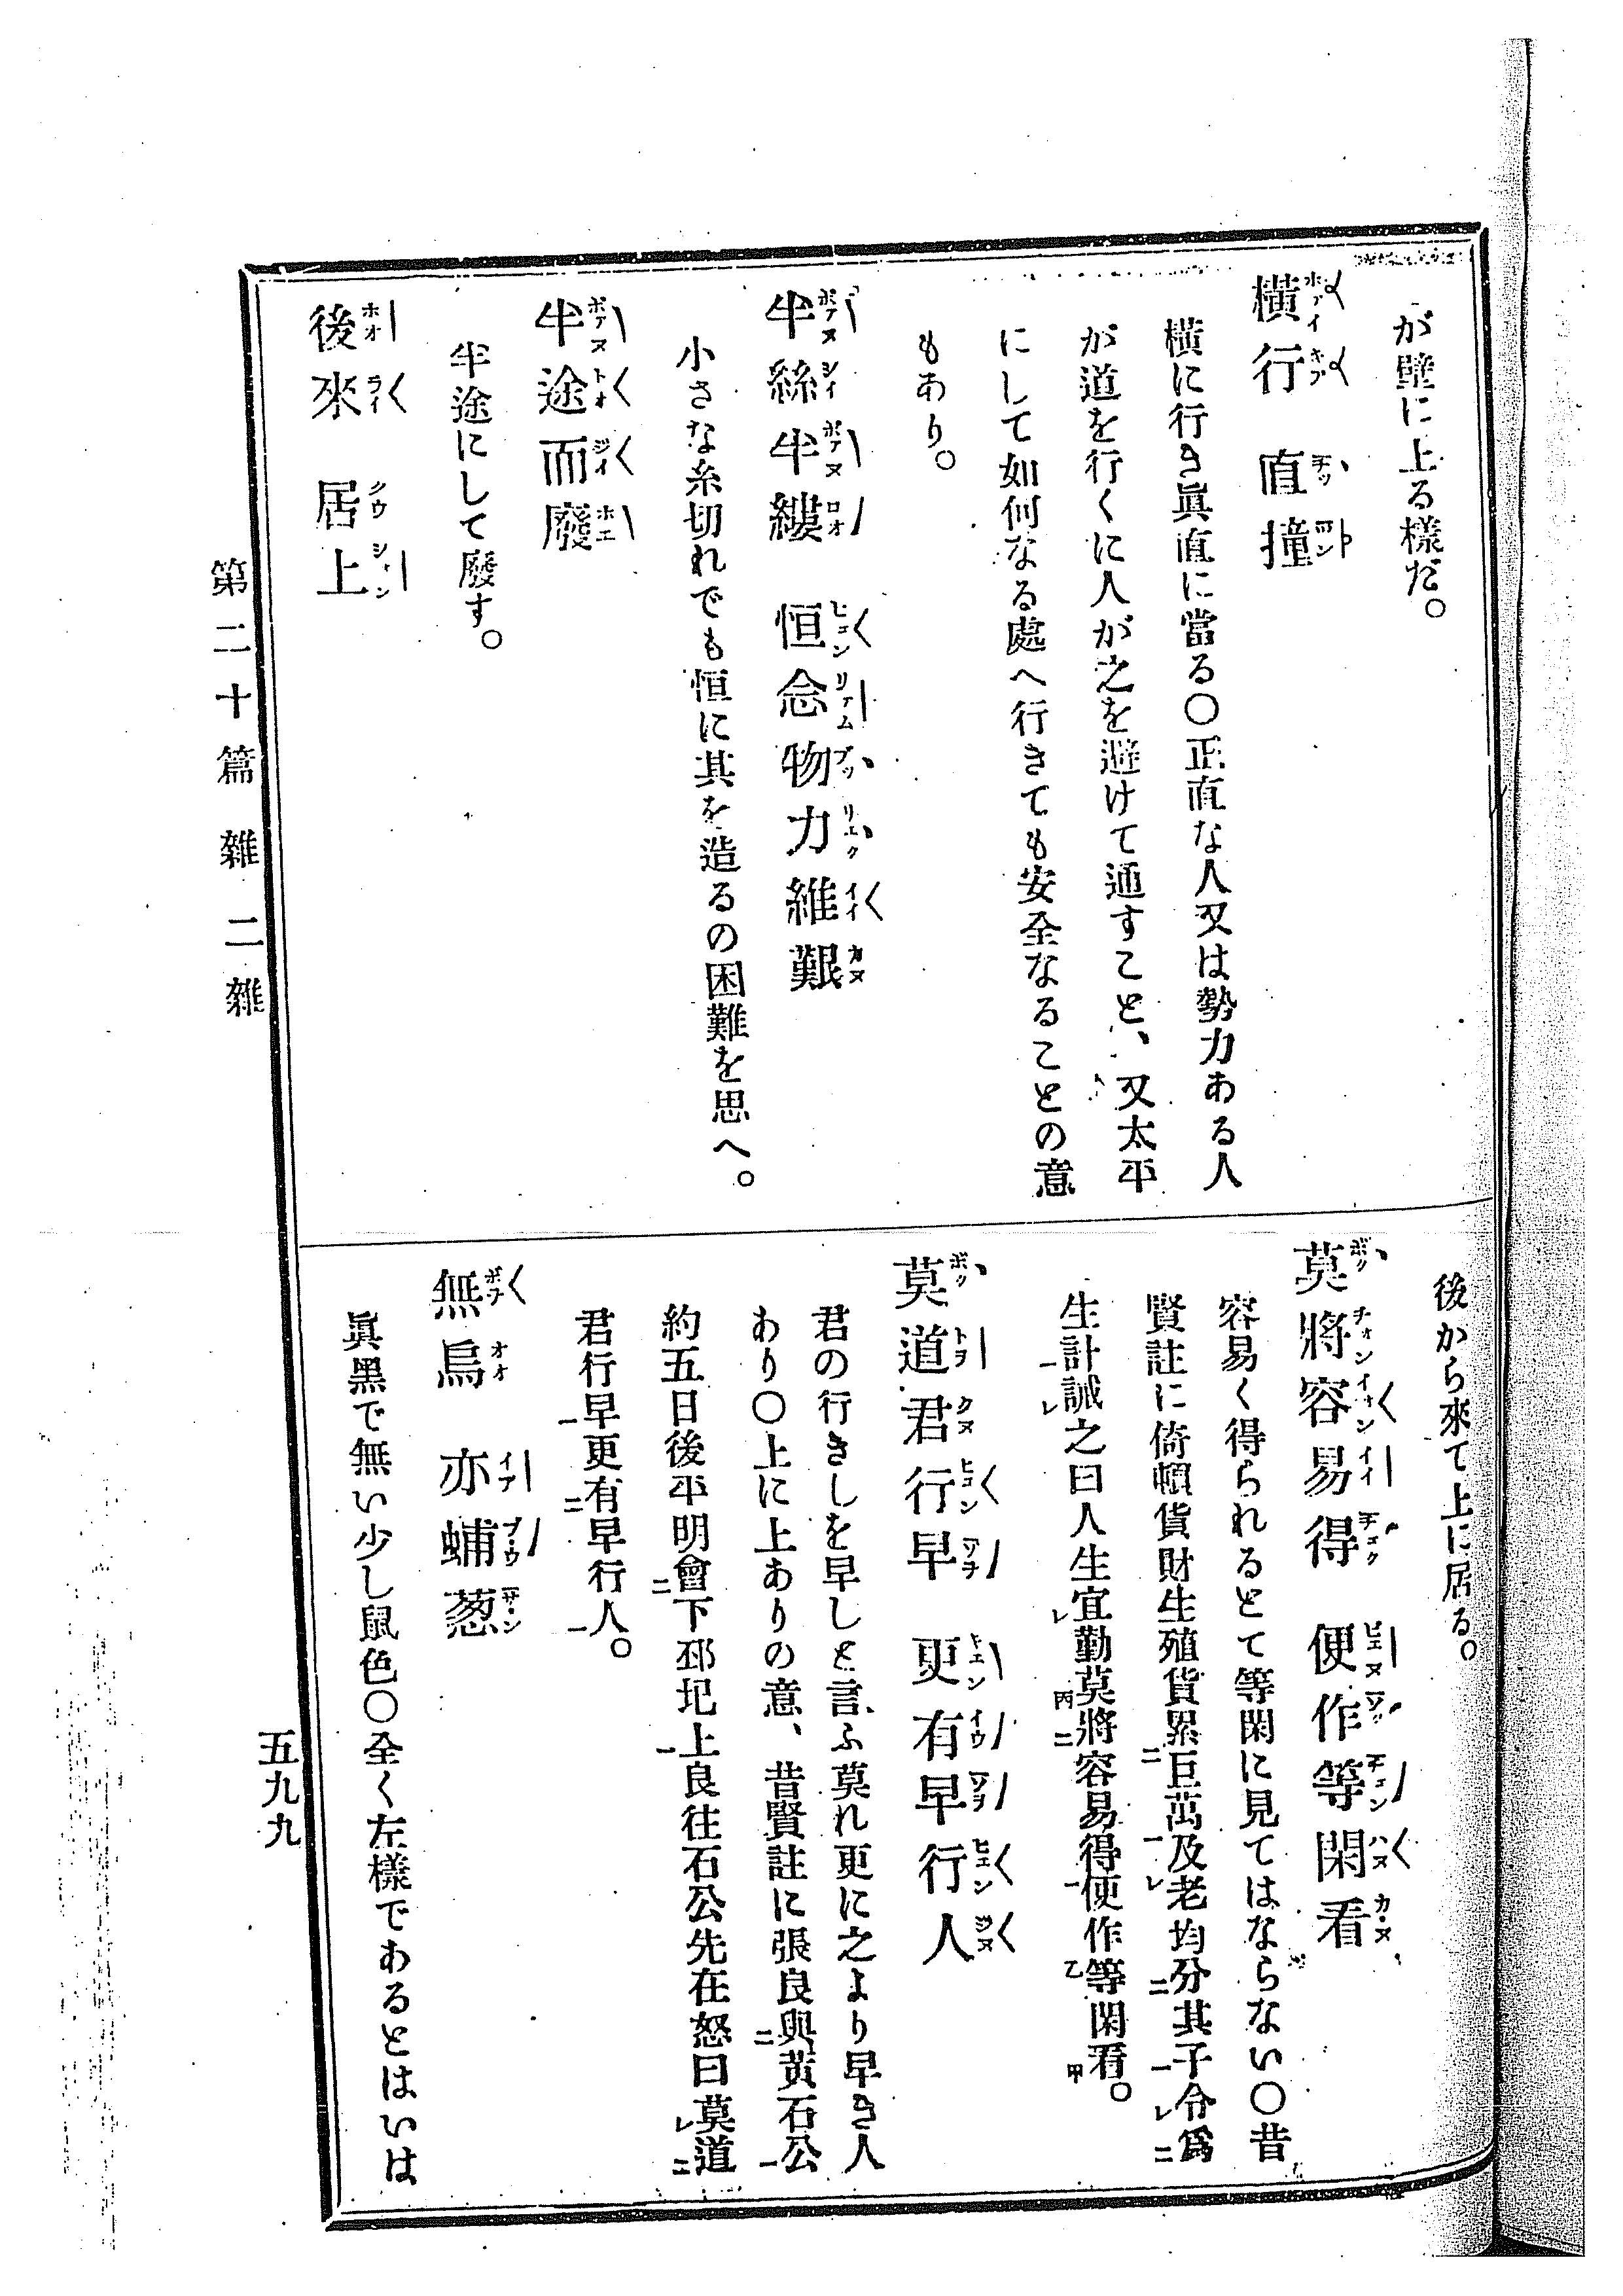 が壁に上る樣だ。
橫行　直撞
橫に行き眞直に當る〇正直な人又は勢力ある人
が道を行くに人が之を避けて通すこと、又太平
にして如何なる處へ行きても安全なることの意
もあり。
半絲半縷　恒念物力維艱
小さな糸切れでも恒に其を造るの困難を思へ。
半途而廢
半途にして廢す。
後來　居上
後から來て上に居る。
莫將容易得　便作等閑看
容易く得られるとて等閑に見てはならない〇昔
賢註に倚頓貨財生殖貨累巨萬及老均分其子令爲
生計誡之曰人生宜勤莫將容易得便作等閑看。
莫道君行早　更有早行人
君の行きしを早しと言ふ莫れ更に之より早き人
あり〇上に上ありの意、昔賢註に張良與黃石公
約五日後平明會下邳圯上良往石公先在怒曰莫道
君行早更有早行人。
無烏　亦蜅葱
眞黑で無い少し鼠色〇全く左樣であるとはいは
第二十篇　雜　二　雜
五九九